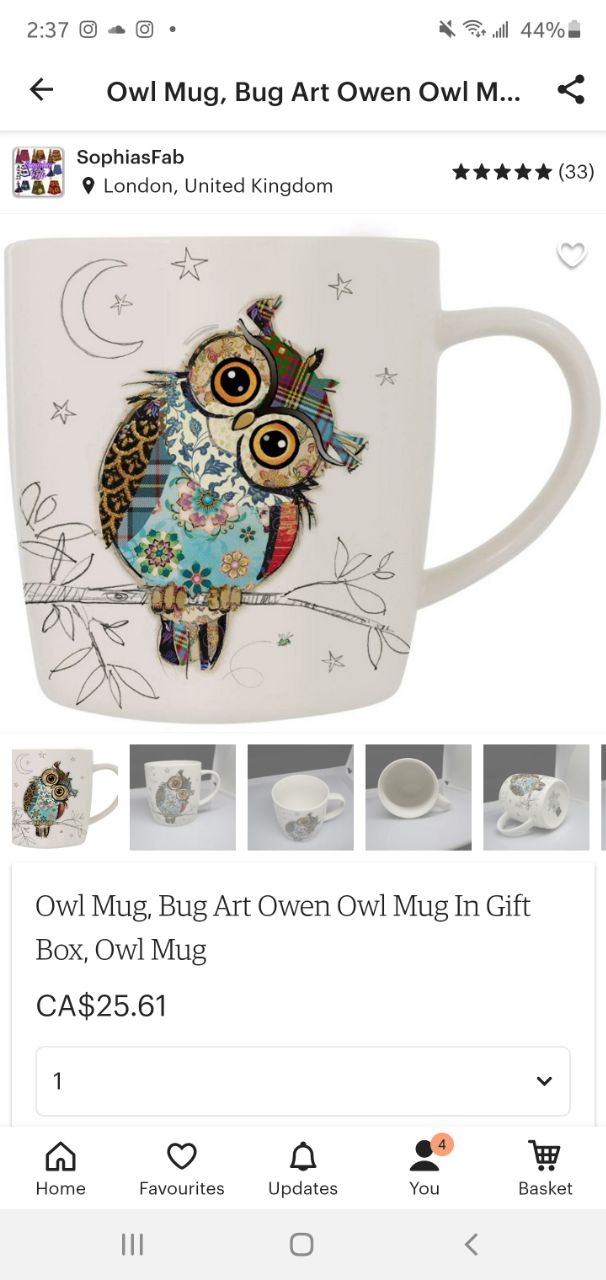 2:37
44%
Owl Mug, Bug Art Owen Owl M...
SophiasFab
London, United Kingdom
(33)
Owl Mug, Bug Art Owen Owl Mug In Gift
Box, Owl Mug
CA$25.61
1
4
Home
Favourites
Updates
You
Basket